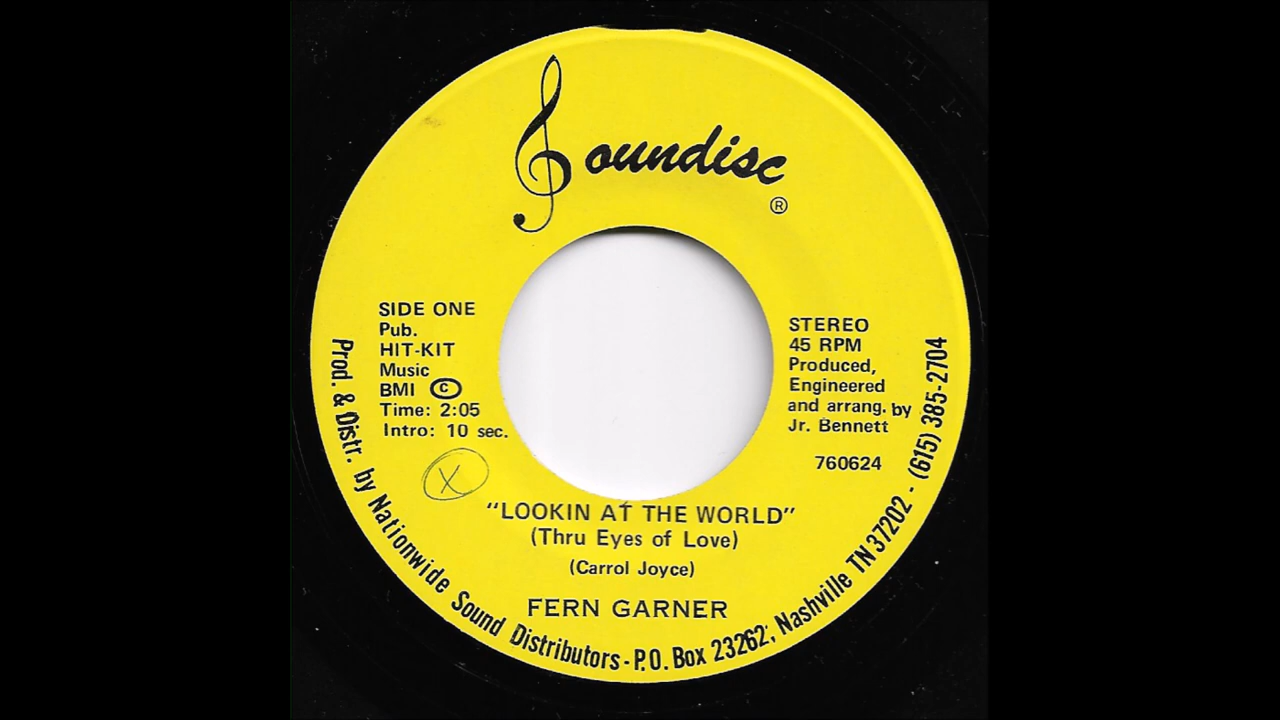 Soundisc
®
SIDE ONE
Pub.
HIT-KIT
Music
BMI ©
Time: 2:05
Intro: 10 sec.
X
STEREO
45 RPM
Produced,
Engineered
and arrang. by
Jr. Bennett
760624
"LOOKIN AT THE WORLD"
(Thru Eyes of Love)
(Carrol Joyce)
FERN GARNER
Prod. & Distr. by Nationwide Sound Distributors - P.O. Box 23262, Nashville TN 37202 - (615) 385-2704